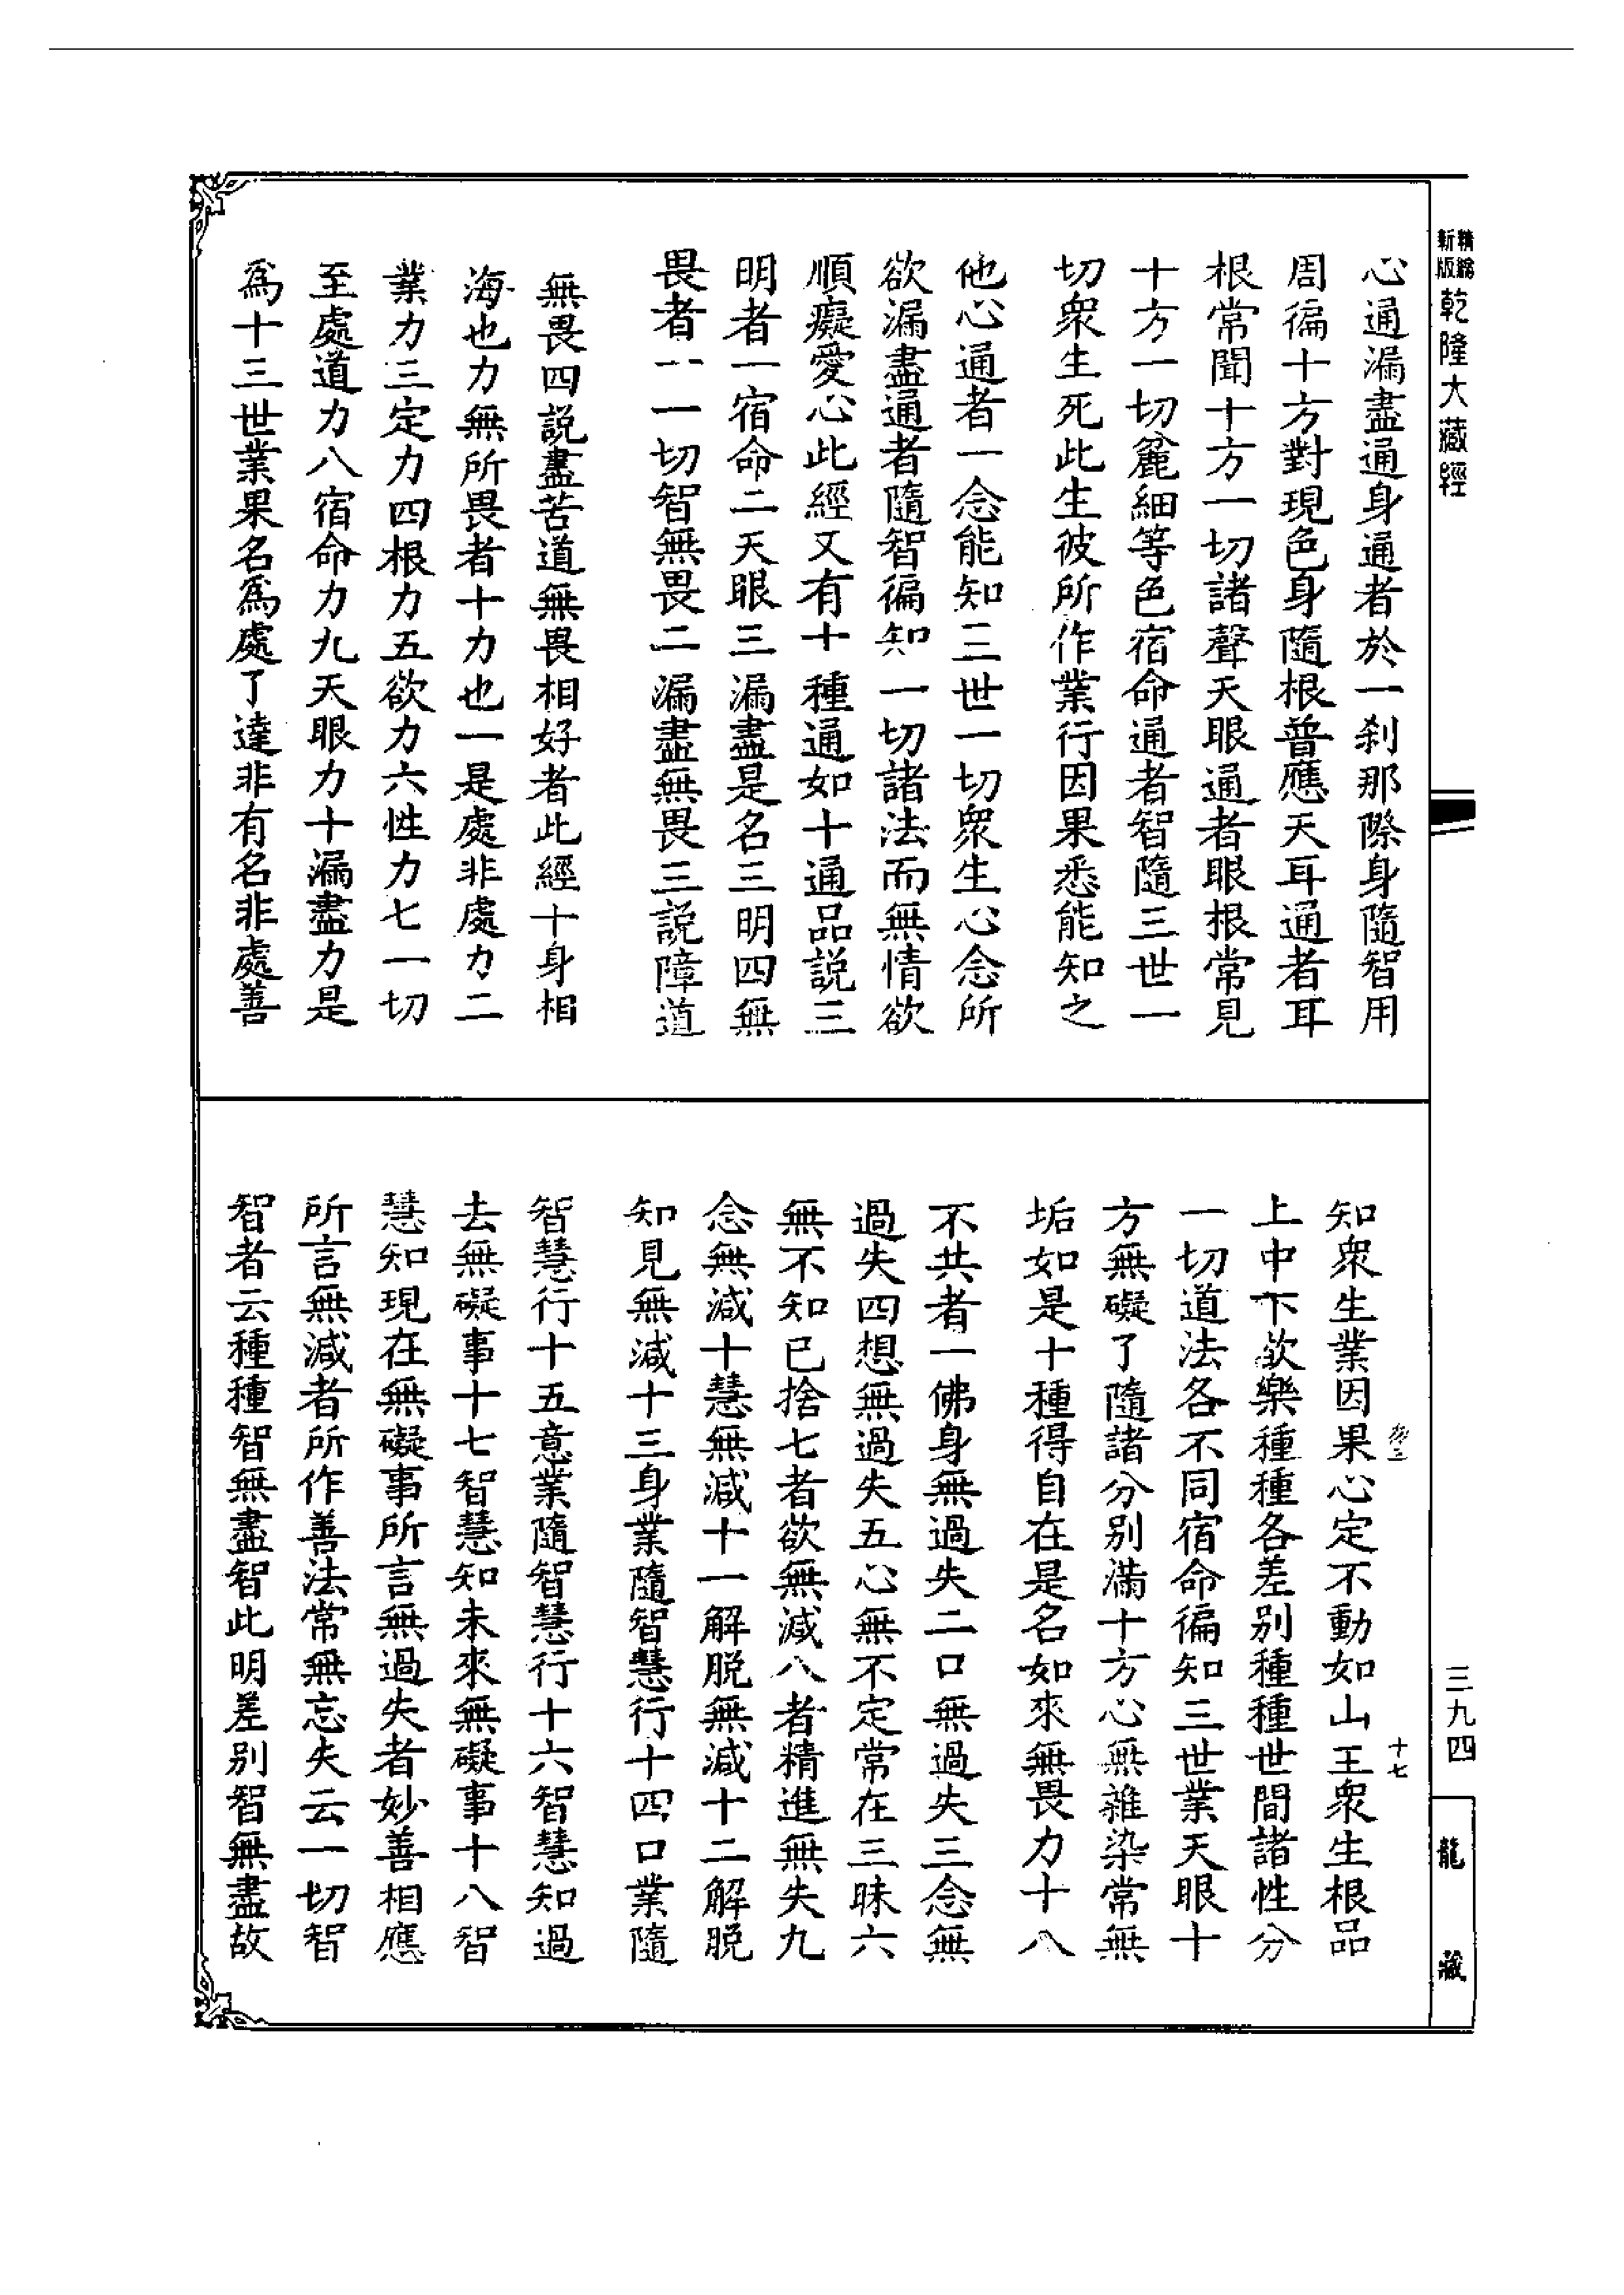 精編
新版
乾隆大藏經
心通漏盡通身通者於一刹那際身隨智用
周徧十方對現色身隨根普應天耳通者耳
根常聞十方一切諸聲天眼通者眼根常見
十方一切麄細等色宿命通者智隨三世一
切衆生死此生彼所作業行因果悉能知之
他心通者一念能知三世一切衆生心念所
欲漏盡通者隨智徧知一切諸法而無情欲
順癡愛心此經又有十種通如十通品説三
明者一宿命二天眼三漏盡是名三明四無
畏者一一切智無畏二漏盡無畏三説障道
無畏四説盡苦道無畏相好者此經十身相
海也力無所畏者十力也一是處非處力二
業力三定力四根力五欲力六性力七一切
至處道力八宿命力九天眼力十漏盡力是
爲十三世業果名爲處了達非有名非處善
知衆生業因果心定不動如山王衆生根品
上中下欲樂種種各差别種種世間諸性分
一切道法各不同宿命徧知三世業天眼十
方無礙了隨諸分别滿十方心無雜染常無
垢如是十種得自在是名如來無畏力十八
不共者一佛身無過失二口無過失三念無
過失四想無過失五心無不定常在三昧六
無不知已捨七者欲無減八者精進無失九
念無減十慧無減十一解脱無減十二解脱
知見無減十三身業隨智慧行十四口業隨
智慧行十五意業隨智慧行十六智慧知過
去無礙事十七智慧知未來無礙事十八智
慧知現在無礙事所言無過失者妙善相應
所言無減者所作善法常無忘失云一切智
智者云種種智無盡智此明差别智無盡故
十七
三九四
龍藏